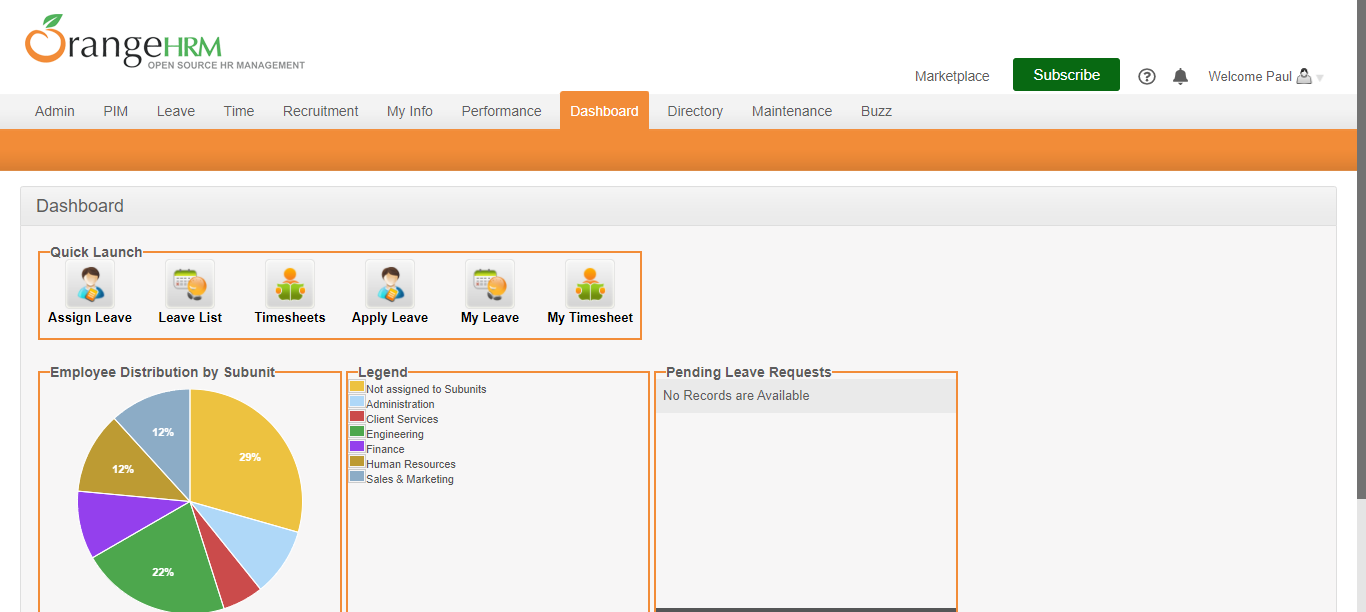 OrangeHRM
OPEN SOURCE HR MANAGEMENT
Marketplace Subscribe Welcome Paul
Admin PIM Leave Time Recruitment My Info Performance Dashboard Directory Maintenance Buzz
Dashboard
Quick Launch
Assign Leave Leave List Timesheets Apply Leave My Leave My Timesheet
Employee Distribution by Subunit
12%
29%
12%
22%
Legend
Not assigned to Subunits
Administration
Client Services
Engineering
Finance
Human Resources
Sales & Marketing
Pending Leave Requests
No Records are Available